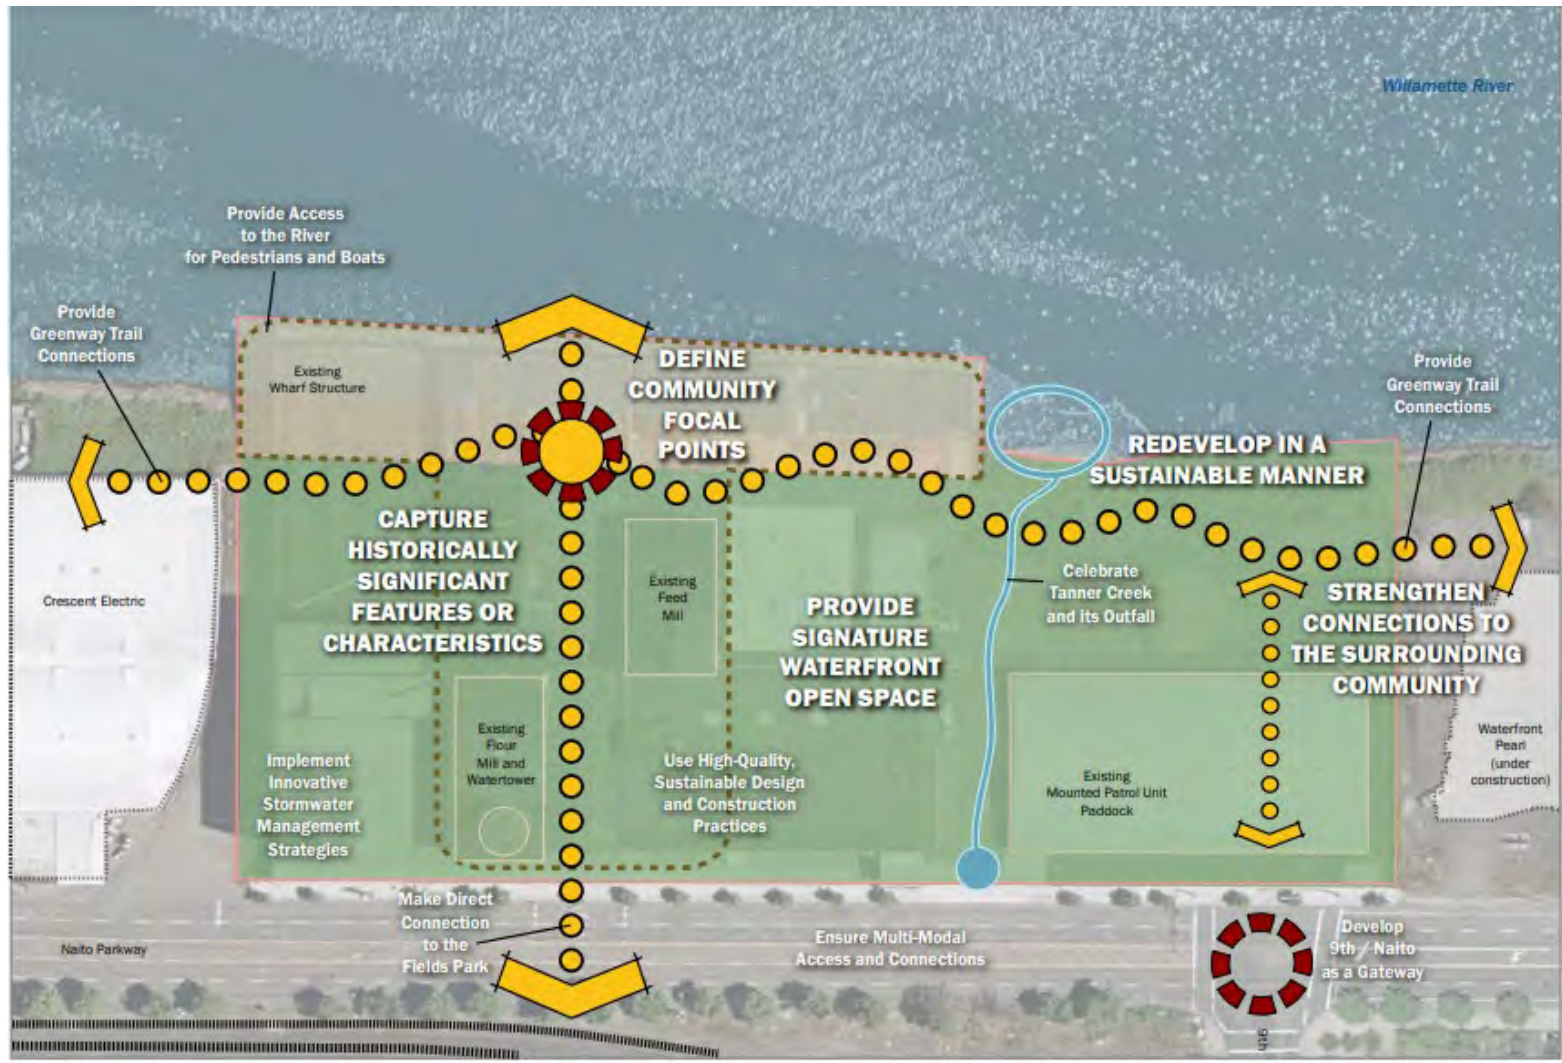 Willamette River
Provide Access
to the River
for Pedestrians and Boats
Provide
Greenway Trail
Connections
Existing
Wharf Structure
DEFINE
COMMUNITY
FOCAL
POINTS
Provide
Greenway Trail
Connections
REDEVELOP IN A
SUSTAINABLE MANNER
CAPTURE
HISTORICALLY
SIGNIFICANT
FEATURES OR
CHARACTERISTICS
Crescent Electric
Existing
Feed
Mill
PROVIDE
SIGNATURE
WATERFRONT
OPEN SPACE
Celebrate
Tanner Creek
and its Outfall
STRENGTHEN
CONNECTIONS TO
THE SURROUNDING
COMMUNITY
Existing
Flour
Mill and
Watertower
Implement
Innovative
Stormwater
Management
Strategies
Use High-Quality,
Sustainable Design
and Construction
Practices
Existing
Mounted Patrol Unit
Paddock
Waterfront
Pearl
(under
construction)
Make Direct
Connection
to the
Fields Park
Naito Parkway
Ensure Multi-Modal
Access and Connections
Develop
9th / Naito
as a Gateway
9th